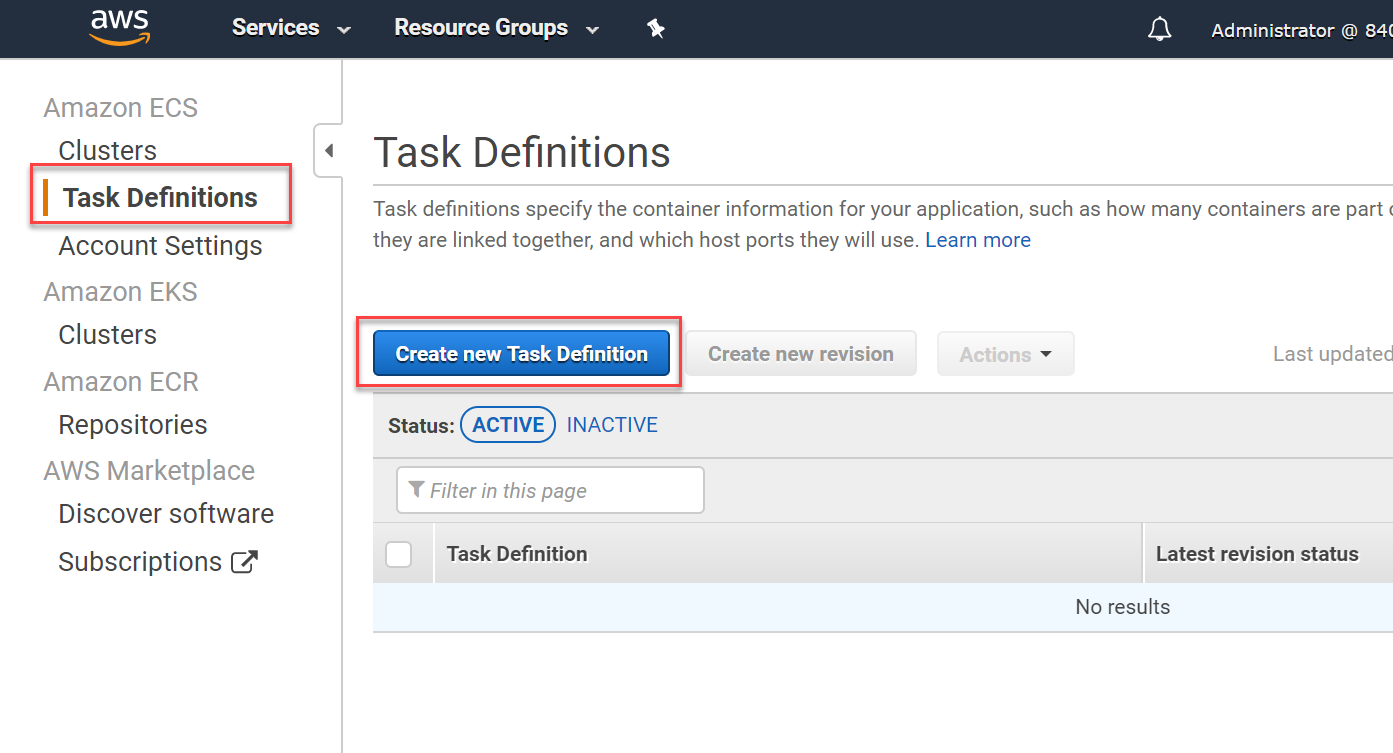 aws Services Resource Groups Administrator @ 840
Amazon ECS
Clusters
Task Definitions
Account Settings
Amazon EKS
Clusters
Amazon ECR
Repositories
AWS Marketplace
Discover software
Subscriptions
Task Definitions
Task definitions specify the container information for your application, such as how many containers are part
they are linked together, and which host ports they will use. Learn more
Create new Task Definition Create new revision Actions Last updated
Status: ACTIVE INACTIVE
Filter in this page
Task Definition Latest revision status
No results